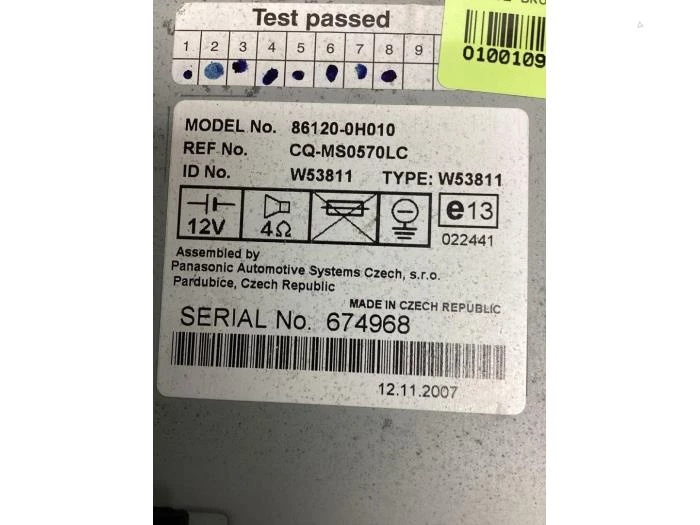 Test passed
1 2 3 4 5 6 7 8 9
0100109
MODEL No. 86120-0H010
REF No. CQ-MS0570LC
ID No. W53811 TYPE: W53811
12V 4Ω e13
022441
Assembled by
Panasonic Automotive Systems Czech, s.r.o.
Pardubice, Czech Republic
MADE IN CZECH REPUBLIC
SERIAL No. 674968
12.11.2007